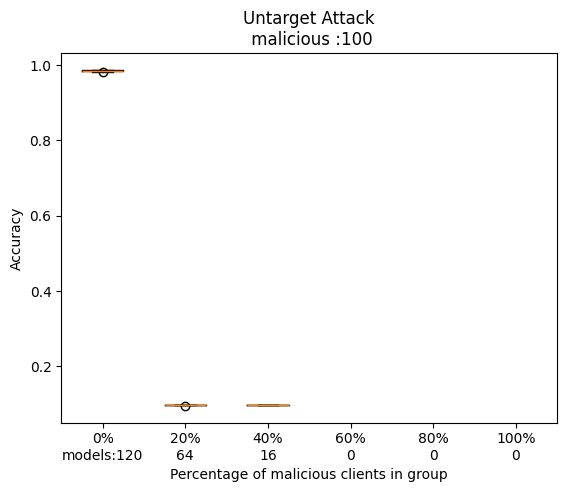 Untarget Attack
malicious :100
Accuracy
1.0
0.8
0.6
0.4
0.2
0% 20% 40% 60% 80% 100%
models:120 64 16 0 0 0
Percentage of malicious clients in group